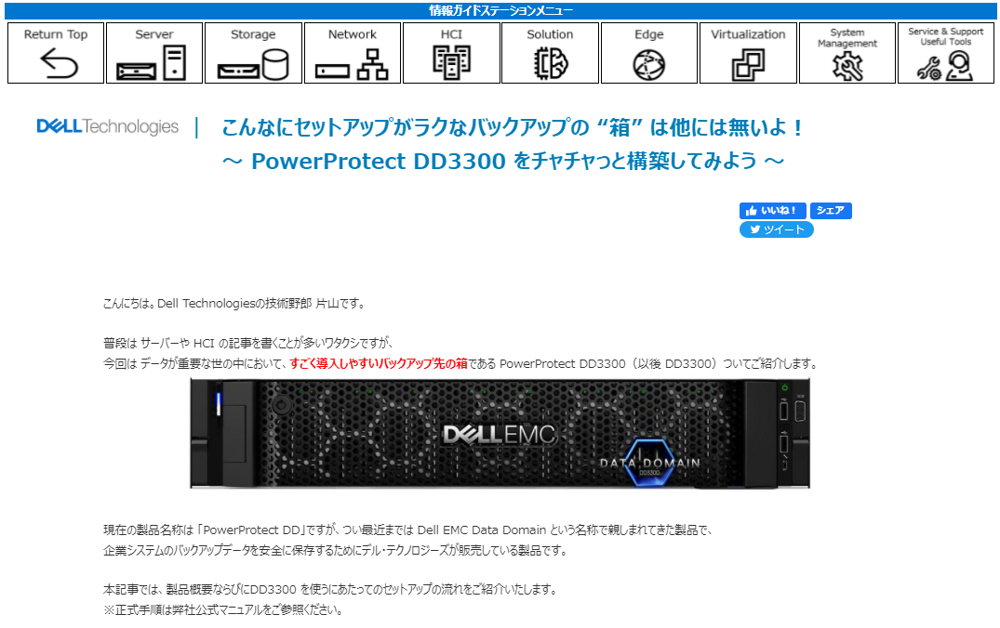 情報ガイドステーションメニュー
Return Top
Server
Storage
Network
HCI
Solution
Edge
Virtualization
System
Management
Service & Support
Useful Tools
DELLTechnologies | こんなにセットアップがラクなバックアップの “箱” は他には無いよ！
～ PowerProtect DD3300 をチャチャっと構築してみよう ～
いいね！ シェア
ツイート
こんにちは。Dell Technologiesの技術野郎 片山です。
普段は サーバーや HCI の記事を書くことが多いワタクシですが、
今回は データが重要な世の中において、すごく導入しやすいバックアップ先の箱である PowerProtect DD3300（以後 DD3300）ついてご紹介します。
DELLEMC
DATA DOMAIN
DD3300
現在の製品名称は「PowerProtect DD」ですが、つい最近までは Dell EMC Data Domain という名称で親しまれてきた製品で、
企業システムのバックアップデータを安全に保存するためにデル・テクノロジーズが販売している製品です。
本記事では、製品概要ならびにDD3300 を使うにあたってのセットアップの流れをご紹介いたします。
※正式手順は弊社公式マニュアルをご参照ください。